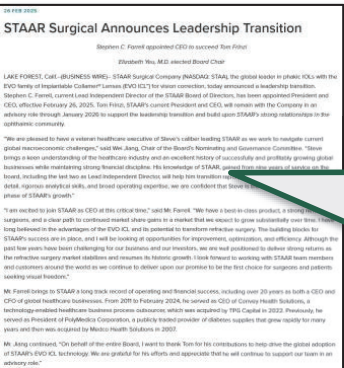 26 FEB 2025
STAAR Surgical Announces Leadership Transition
Stephen C. Farrell appointed CEO to succeed Tom Frinzi
Elizabeth Yeu, M.D. elected Board Chair
LAKE FOREST, Calif.--(BUSINESS WIRE)-- STAAR Surgical Company (NASDAQ: STAA), the global leader in phakic IOLs with the
EVO family of Implantable Collamer® Lenses (EVO ICL™) for vision correction, today announced a leadership transition.
Stephen C. Farrell, current Lead Independent Director of the STAAR Board of Directors, has been appointed President and
CEO, effective February 26, 2025. Tom Frinzi, STAAR's current President and CEO, will remain with the Company in an
advisory role through January 2026 to support the leadership transition and build upon STAAR's strong relationships in the
ophthalmic community.
"We are pleased to have a veteran healthcare executive of Steve's caliber leading STAAR as we work to navigate current
global macroeconomic challenges," said Wei Jiang, Chair of the Board's Nominating and Governance Committee. "Steve
brings a keen understanding of the healthcare industry and an excellent history of successfully and profitably growing global
businesses while maintaining strong financial discipline. His knowledge of STAAR, gained from nine years of service on the
board, including the last two as Lead Independent Director, will help him transition
detail, rigorous analytical skills, and broad operating expertise, we are confident that Steve is the
phase of STAAR's growth."
"I am excited to join STAAR as CEO at this critical time," said Mr. Farrell. "We have a best-in-class product, a strong
surgeons, and a clear path to continued market share gains in a market that we expect to grow substantially over time. I have
long believed in the advantages of the EVO ICL and its potential to transform refractive surgery. The building blocks for
STAAR's success are in place, and I will be looking at opportunities for improvement, optimization, and efficiency. Although the
past few years have been challenging for our business and our investors, we are well positioned to deliver strong returns as
the refractive surgery market stabilizes and resumes its historic growth. I look forward to working with STAAR team members
and customers around the world as we continue to deliver upon our promise to be the first choice for surgeons and patients
seeking visual freedom."
Mr. Farrell brings to STAAR a long track record of operating and financial success, including over 20 years as both a CEO and
CFO of global healthcare businesses. From 2011 to February 2024, he served as CEO of Convey Health Solutions, a
technology-enabled healthcare business process outsourcer, which was acquired by TPG Capital in 2022. Previously, he
served as President of PolyMedica Corporation, a publicly traded provider of diabetes supplies that grew rapidly for many
years and then was acquired by Medco Health Solutions in 2007.
Mr. Jiang continued, "On behalf of the entire Board, I want to thank Tom for his contributions to help drive the global adoption
of STAAR's EVO ICL technology. We are grateful for his efforts and appreciate that he will continue to support our team in an
advisory role."